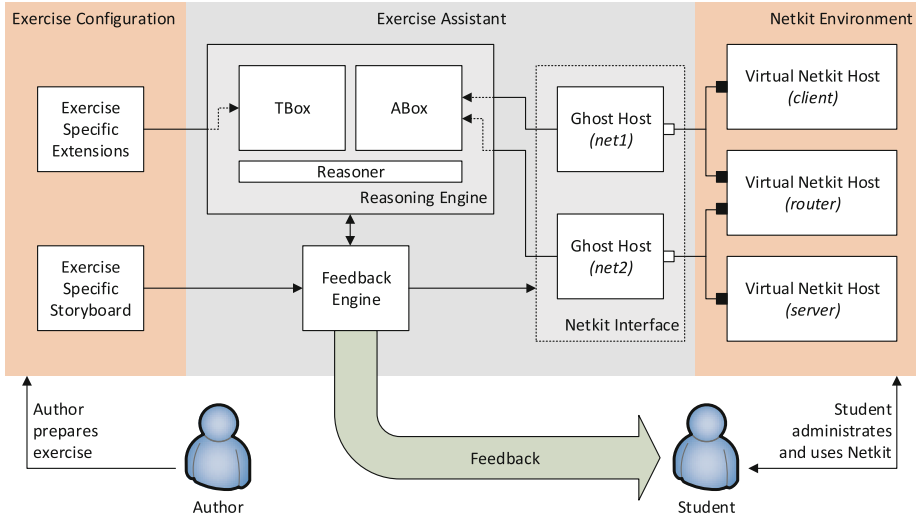 Exercise Configuration
Exercise Assistant
Netkit Environment
Exercise
Specific
Extensions
TBox
ABox
Reasoner
Reasoning Engine
Ghost Host
(net1)
Virtual Netkit Host
(client)
Virtual Netkit Host
(router)
Exercise
Specific
Storyboard
Feedback
Engine
Ghost Host
(net2)
Netkit Interface
Virtual Netkit Host
(server)
Author
prepares
exercise
Author
Feedback
Student
Student
administrates
and uses Netkit